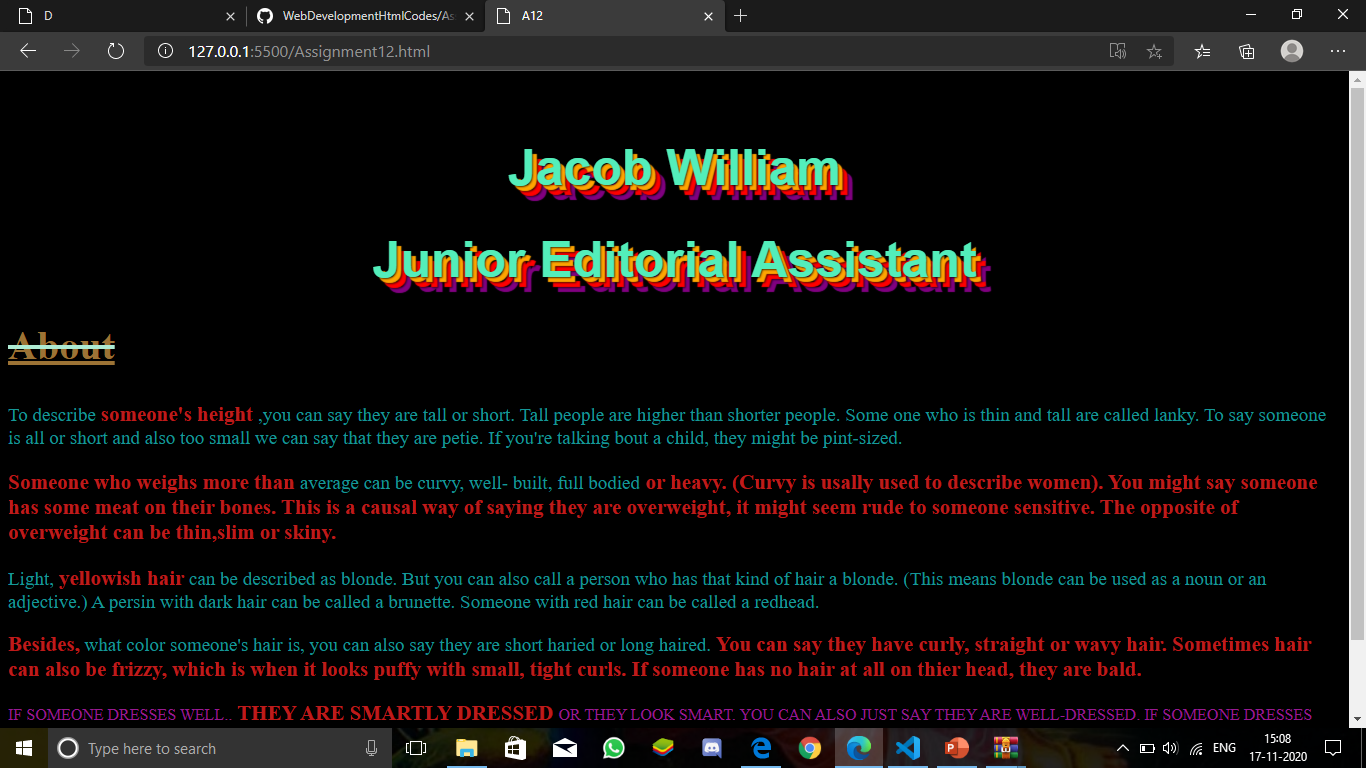 D
WebDevelopmentHtmlCodes/As
A12
127.0.0.1:5500/Assignment12.html
Jacob William
Junior Editorial Assistant
About
To describe someone's height ,you can say they are tall or short. Tall people are higher than shorter people. Some one who is thin and tall are called lanky. To say someone
is all or short and also too small we can say that they are petie. If you're talking bout a child, they might be pint-sized.
Someone who weighs more than average can be curvy, well- built, full bodied or heavy. (Curvy is usally used to describe women). You might say someone
has some meat on their bones. This is a causal way of saying they are overweight, it might seem rude to someone sensitive. The opposite of
overweight can be thin,slim or skiny.
Light, yellowish hair can be described as blonde. But you can also call a person who has that kind of hair a blonde. (This means blonde can be used as a noun or an
adjective.) A persin with dark hair can be called a brunette. Someone with red hair can be called a redhead.
Besides, what color someone's hair is, you can also say they are short haried or long haired. You can say they have curly, straight or wavy hair. Sometimes hair
can also be frizzy, which is when it looks puffy with small, tight curls. If someone has no hair at all on thier head, they are bald.
IF SOMEONE DRESSES WELL.. THEY ARE SMARTLY DRESSED OR THEY LOOK SMART. YOU CAN ALSO JUST SAY THEY ARE WELL-DRESSED. IF SOMEONE DRESSES
Type here to search
ENG
15:08
17-11-2020